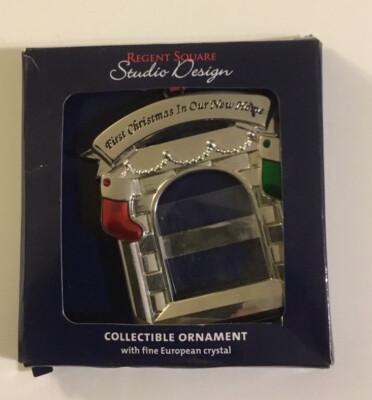 REGENT SQUARE
Studio Design
First Christmas In Our New Home
COLLECTIBLE ORNAMENT
with fine European crystal